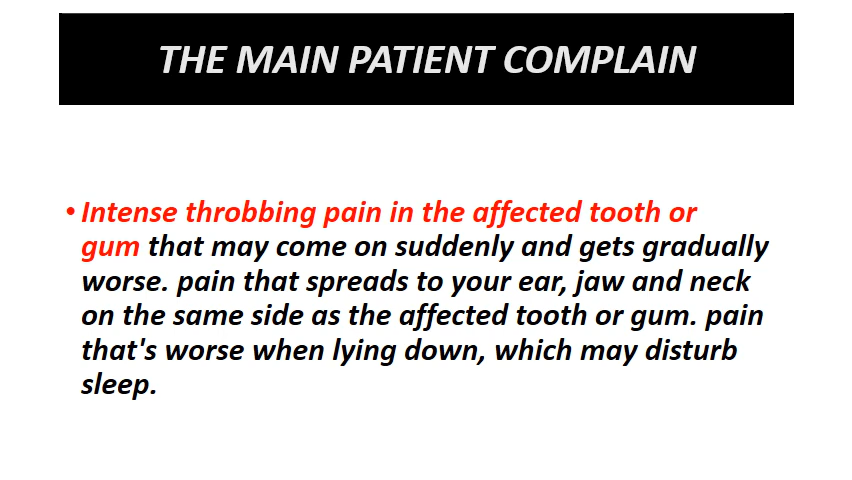 THE MAIN PATIENT COMPLAIN
• Intense throbbing pain in the affected tooth or
gum that may come on suddenly and gets gradually
worse. pain that spreads to your ear, jaw and neck
on the same side as the affected tooth or gum. pain
that's worse when lying down, which may disturb
sleep.